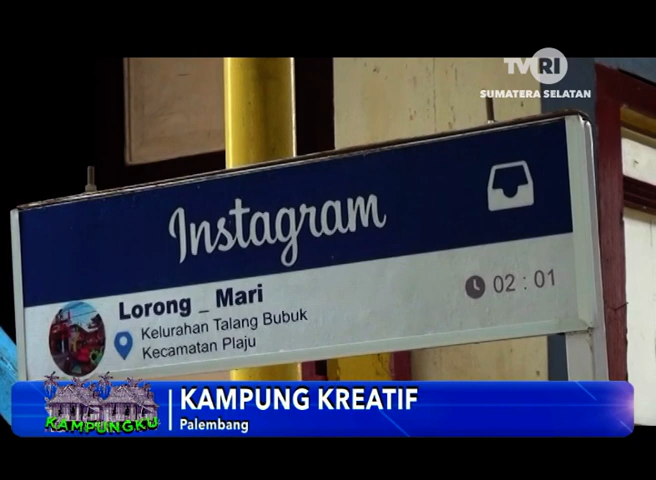 TVRI
SUMATERA SELATAN
Instagram
Lorong _ Mari
02 : 01
Kelurahan Talang Bubuk
Kecamatan Plaju
KAMPUNGKU
KAMPUNG KREATIF
Palembang